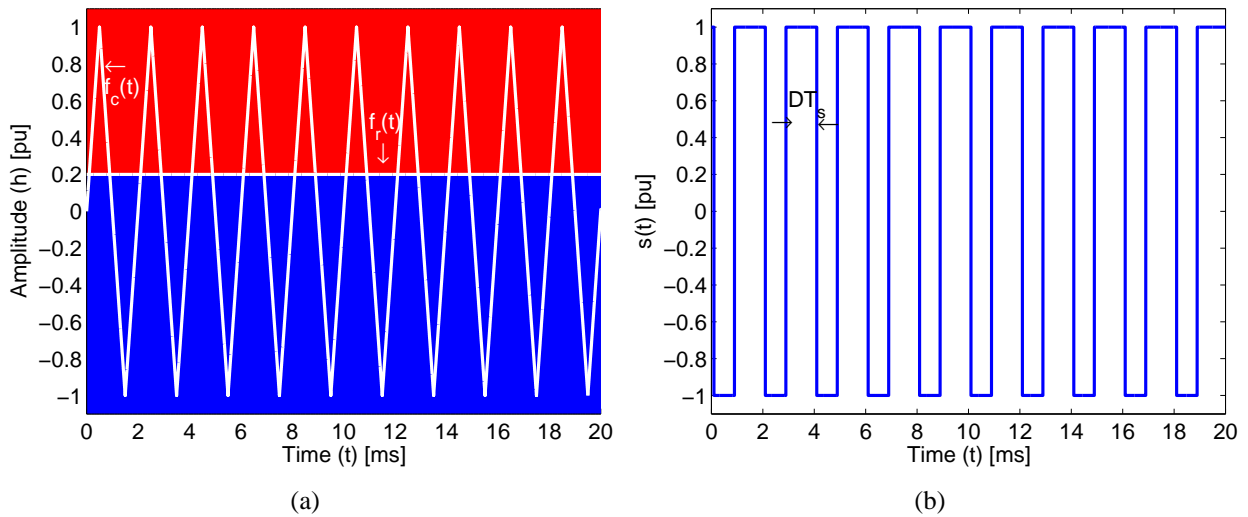 1
0.8
0.6
0.4
0.2
0
−0.2
−0.4
−0.6
−0.8
−1
Amplitude (h) [pu]
f_c(t)
f_r(t)
0 2 4 6 8 10 12 14 16 18 20
Time (t) [ms]
(a)
1
0.8
0.6
0.4
0.2
0
−0.2
−0.4
−0.6
−0.8
−1
s(t) [pu]
DT_s
0 2 4 6 8 10 12 14 16 18 20
Time (t) [ms]
(b)